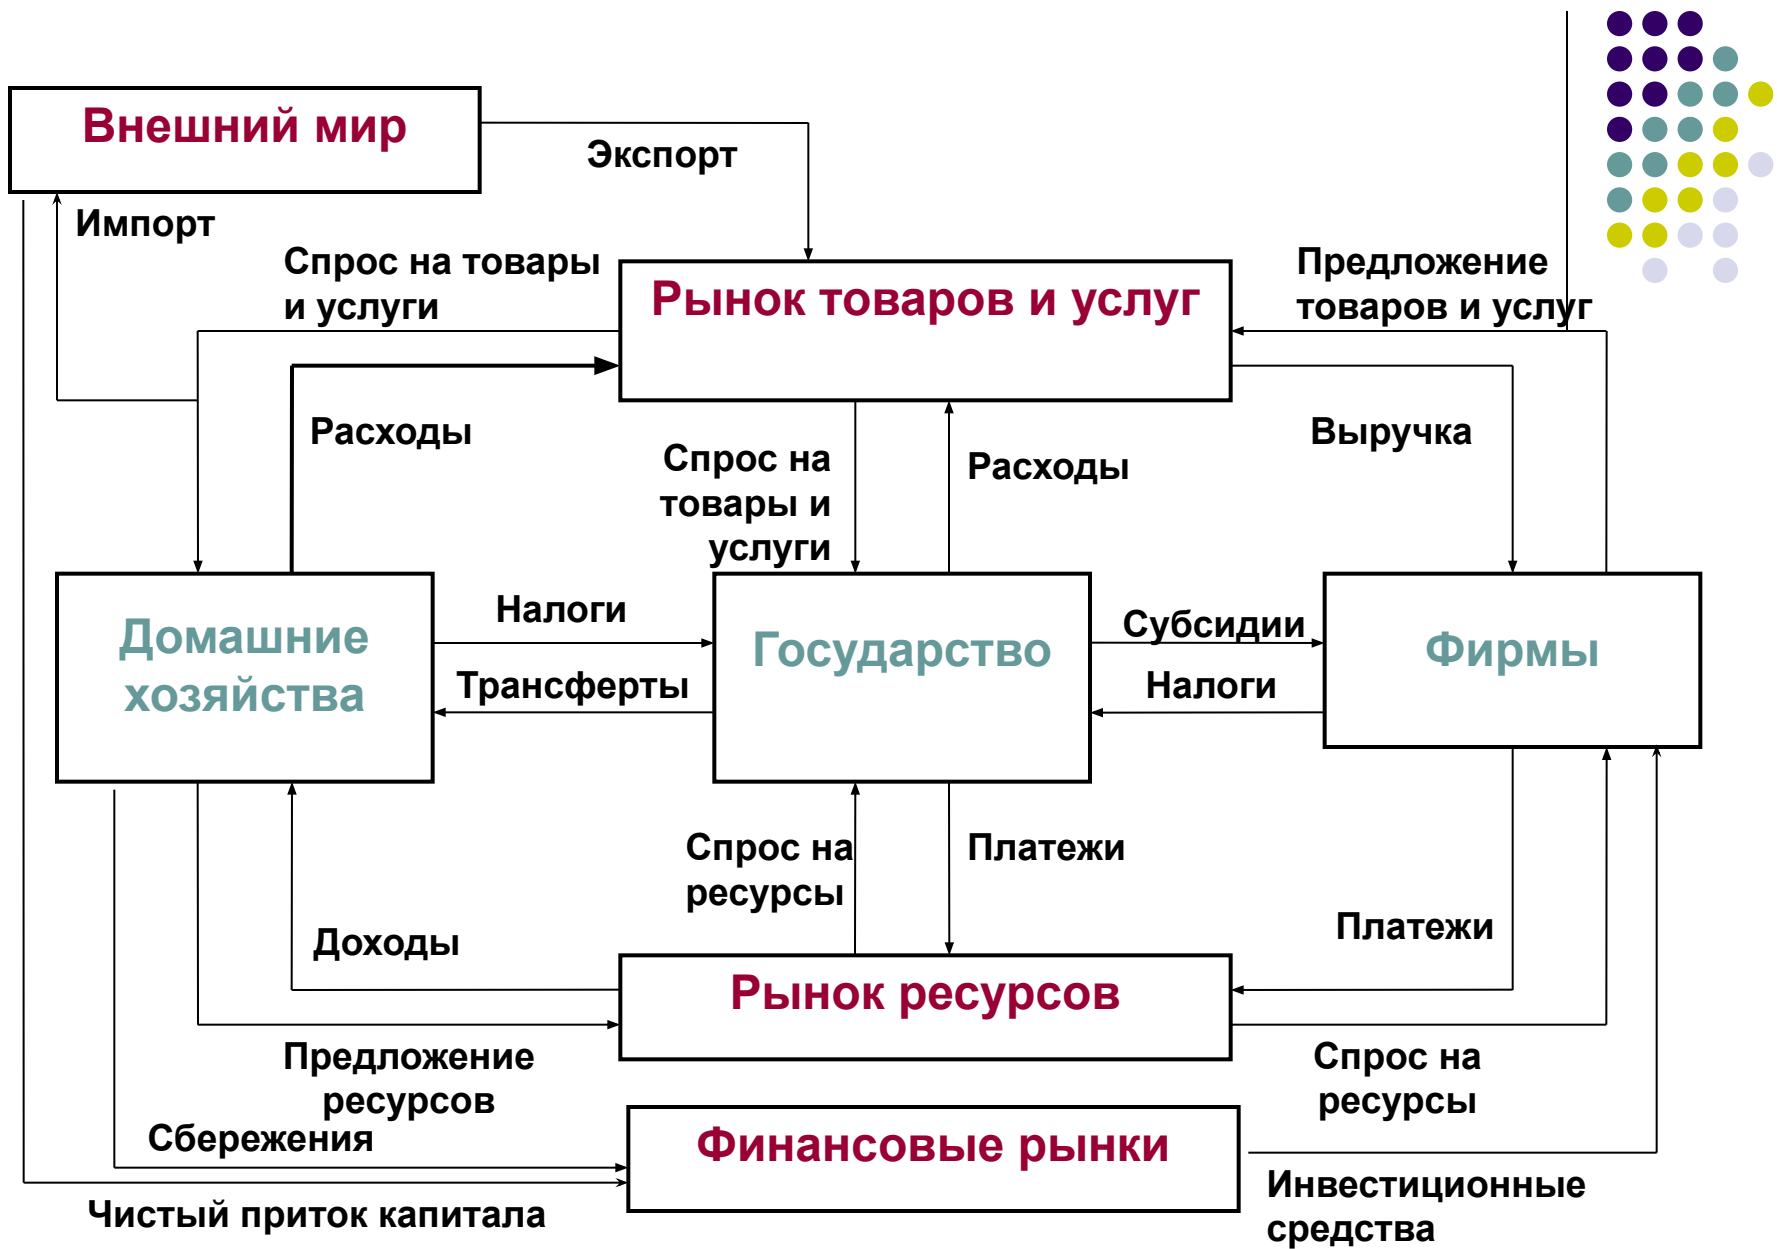 Внешний мир
Экспорт
Импорт
Спрос на товары
и услуги
Рынок товаров и услуг
Предложение
товаров и услуг
Расходы
Спрос на
товары и
услуги
Расходы
Выручка
Домашние
хозяйства
Налоги
Трансферты
Государство
Субсидии
Налоги
Фирмы
Спрос на
ресурсы
Платежи
Доходы
Платежи
Рынок ресурсов
Предложение
ресурсов
Спрос на
ресурсы
Сбережения
Финансовые рынки
Чистый приток капитала
Инвестиционные
средства